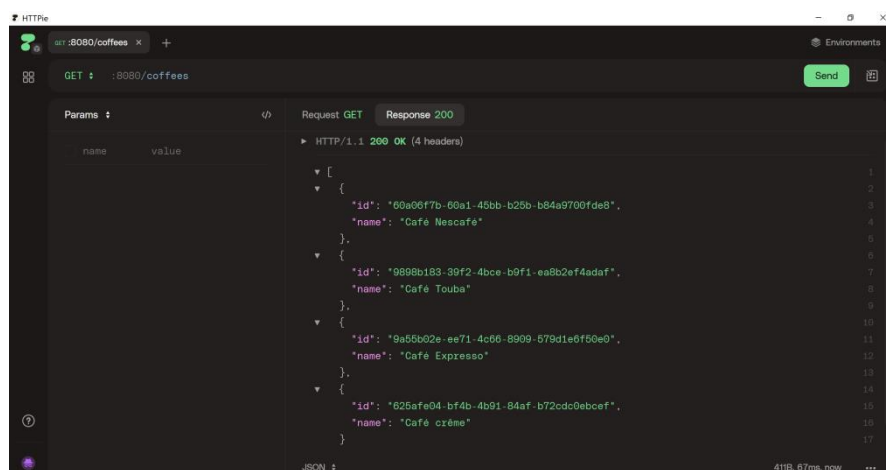 HTTPie
GET :8080/coffees
Environments
GET :8080/coffees
Send
Params
</>
Request GET
Response 200
HTTP/1.1 200 OK (4 headers)
name value
[ 1
{ 2
"id": "60a06f7b-60a1-45bb-b25b-b84a9700fde8", 3
"name": "Café Nescafé" 4
}, 5
{ 6
"id": "9898b183-39f2-4bce-b9f1-ea8b2ef4adaf", 7
"name": "Café Touba" 8
}, 9
{ 10
"id": "9a55b02e-ee71-4c66-8909-579d1e6f50e0", 11
"name": "Café Expresso" 12
}, 13
{ 14
"id": "625afe04-bf4b-4b91-84af-b72cdc0ebcef", 15
"name": "Café crême" 16
} 17
JSON
411B, 67ms, now